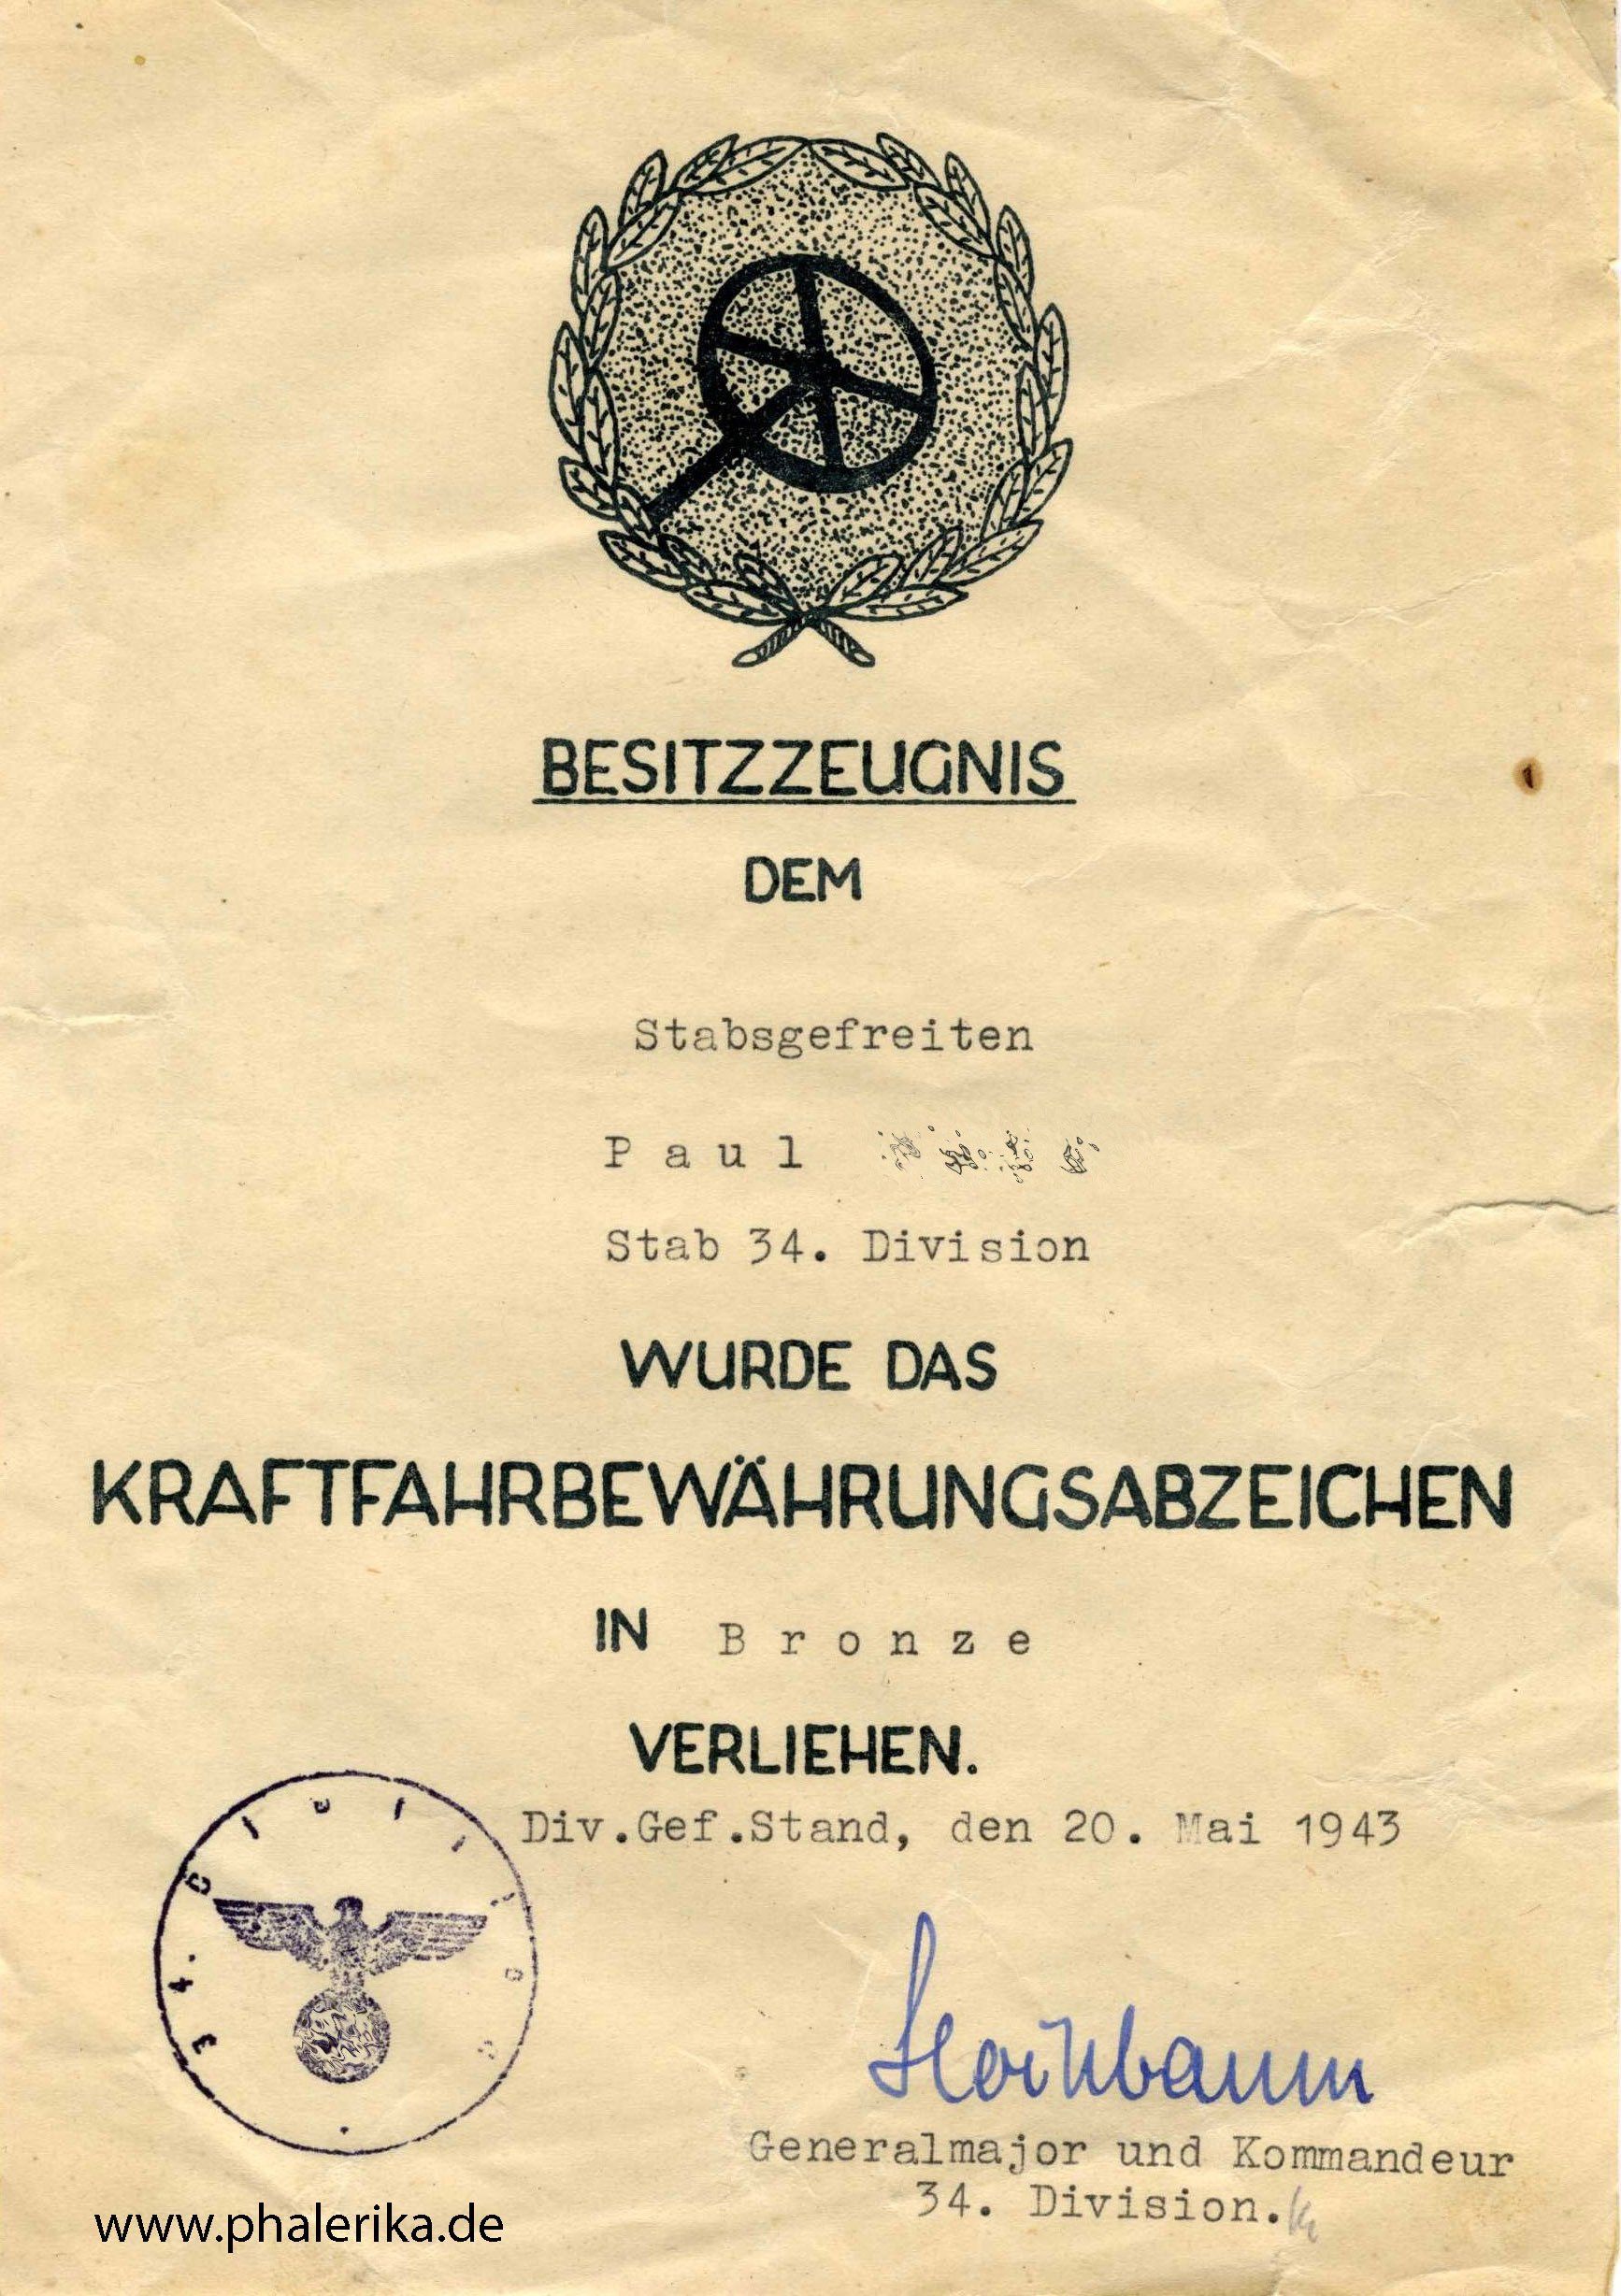 BESITZZEUGNIS
DEM
Stabsgefreiten
Paul
Stab 34. Division
WURDE DAS
KRAFTFAHRBEWÄHRUNGSABZEICHEN
IN Bronze
VERLIEHEN.
Div.Gef.Stand, den 20. Mai 1943
34.
Generalmajor und Kommandeur
34. Division.
www.phalerika.de